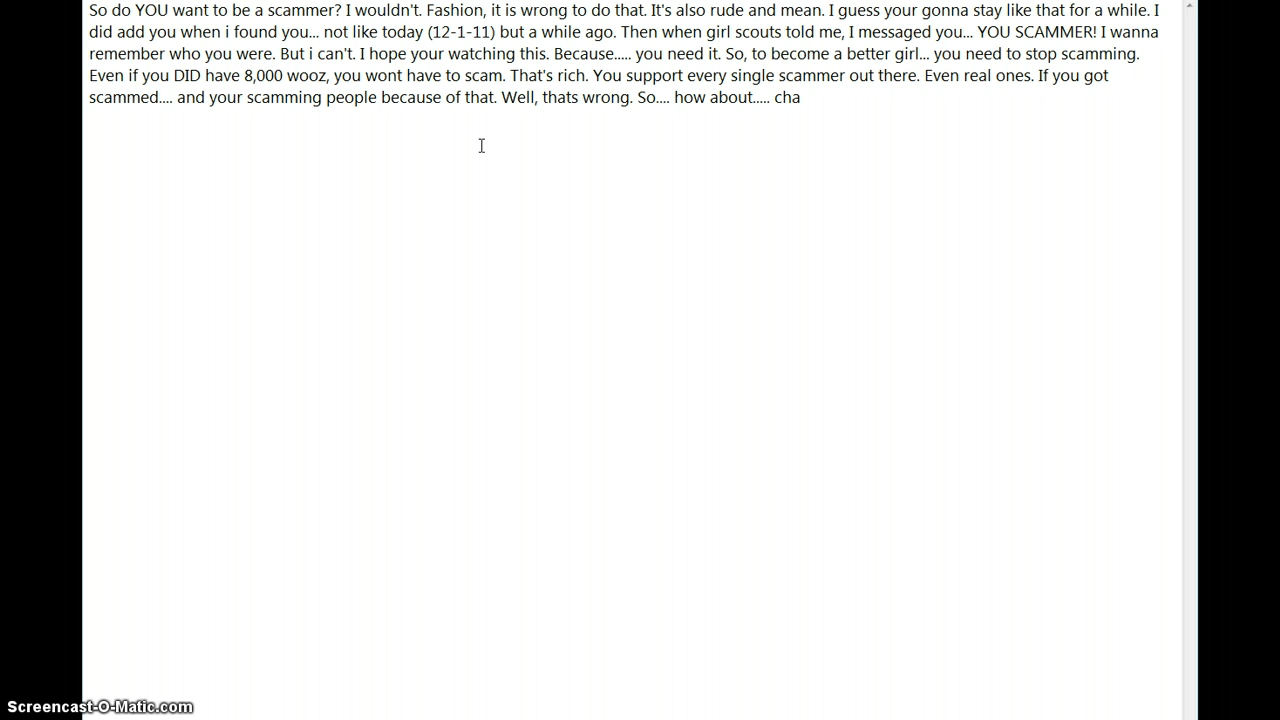 So do YOU want to be a scammer? I wouldn't. Fashion, it is wrong to do that. It's also rude and mean. I guess your gonna stay like that for a while. I
did add you when i found you... not like today (12-1-11) but a while ago. Then when girl scouts told me, I messaged you... YOU SCAMMER! I wanna
remember who you were. But i can't. I hope your watching this. Because..... you need it. So, to become a better girl... you need to stop scamming.
Even if you DID have 8,000 wooz, you wont have to scam. That's rich. You support every single scammer out there. Even real ones. If you got
scammed.... and your scamming people because of that. Well, thats wrong. So.... how about..... cha
Screencast-O-Matic.com